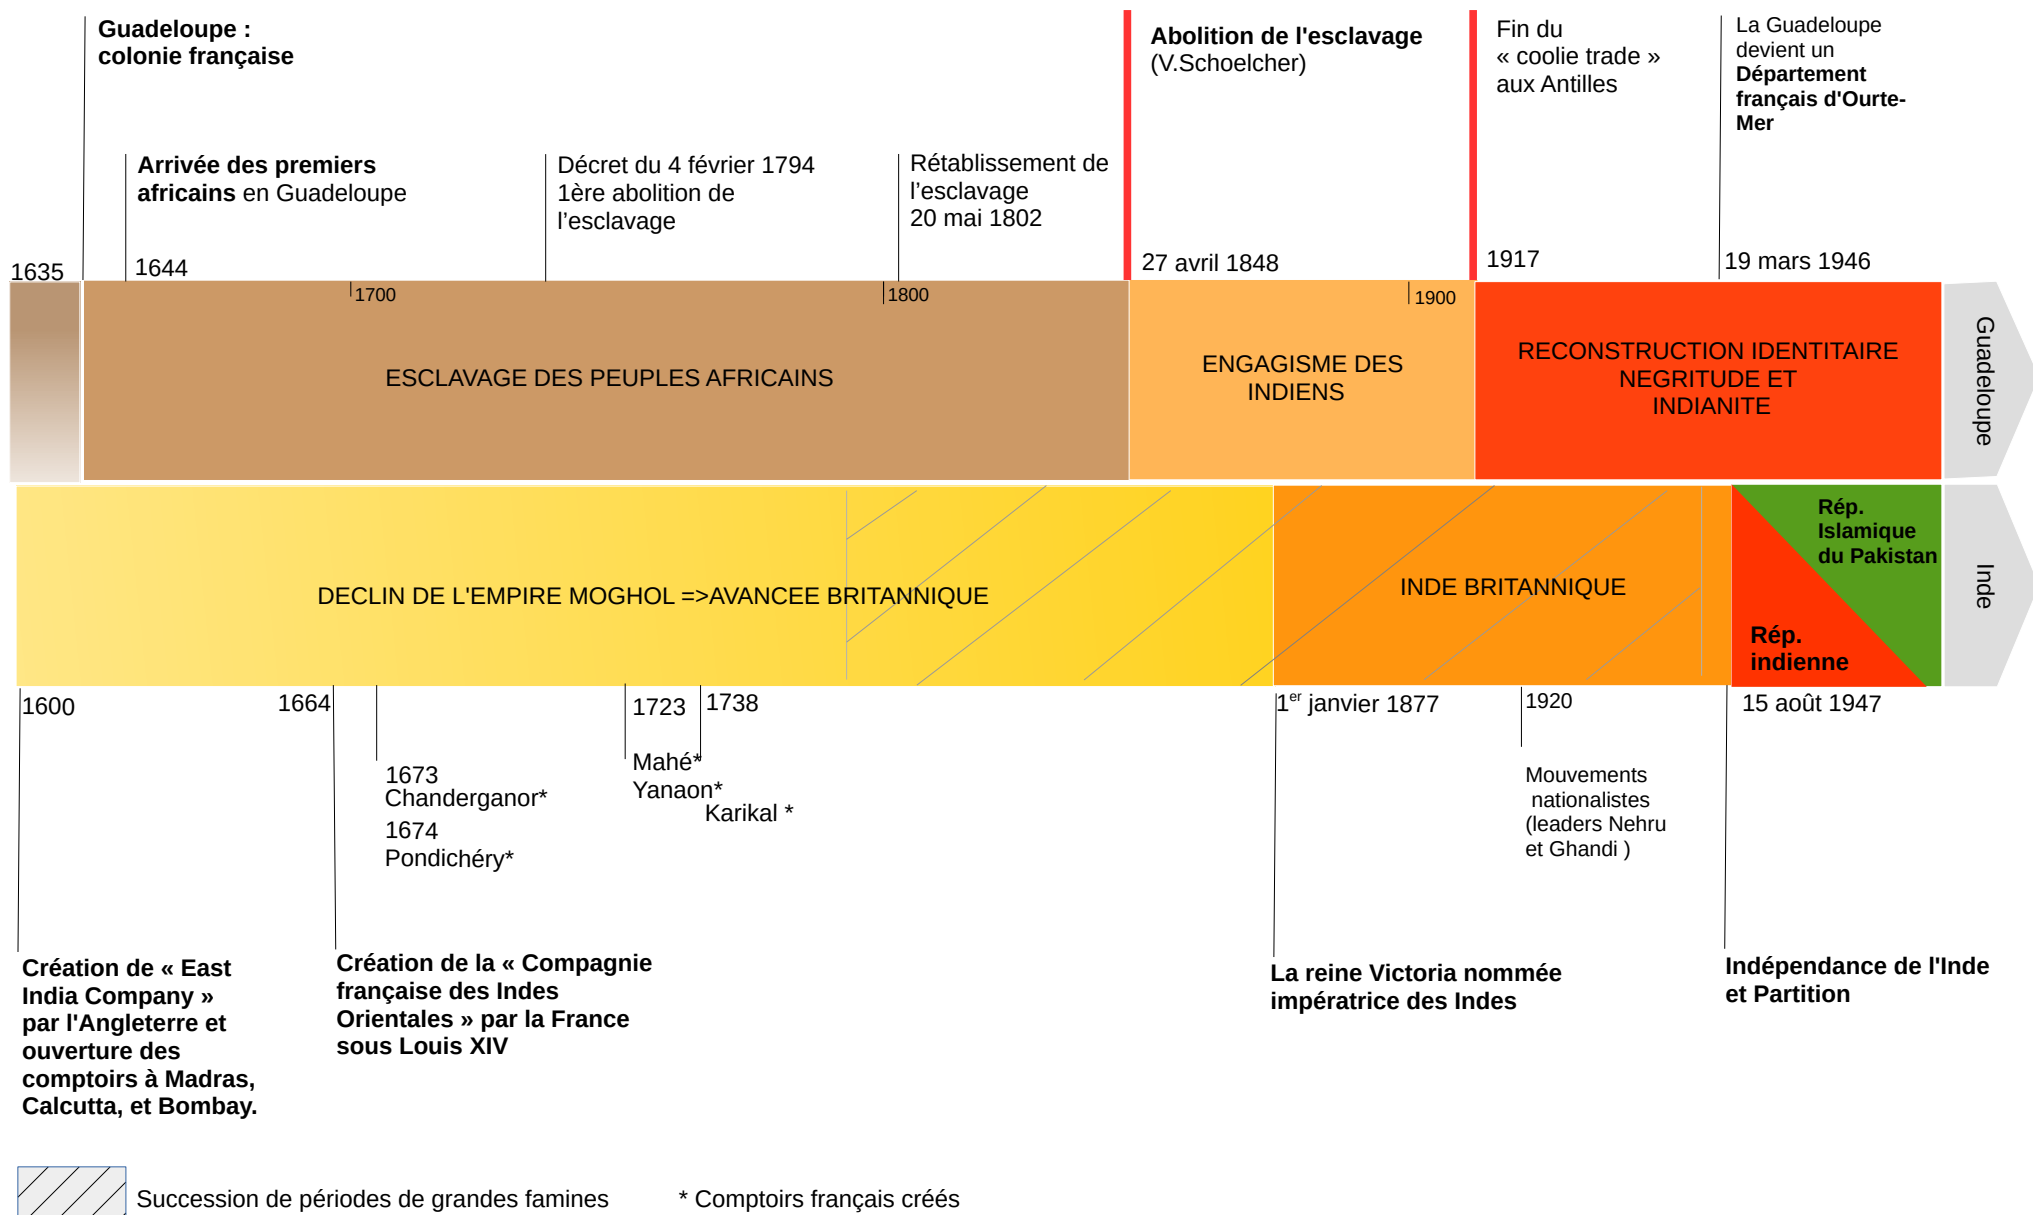 Guadeloupe :
colonie française
Abolition de l'esclavage
(V.Schoelcher)
Fin du
« coolie trade »
aux Antilles
La Guadeloupe
devient un
Département
français d'Ourte-
Mer
Arrivée des premiers
africains en Guadeloupe
Décret du 4 février 1794
1ère abolition de
l’esclavage
Rétablissement de
l’esclavage
20 mai 1802
1635
1644
27 avril 1848
1917
19 mars 1946
1700
1800
1900
ESCLAVAGE DES PEUPLES AFRICAINS
ENGAGISME DES
INDIENS
RECONSTRUCTION IDENTITAIRE
NEGRITUDE ET
INDIANITE
Guadeloupe
DECLIN DE L'EMPIRE MOGHOL =>AVANCEE BRITANNIQUE
INDE BRITANNIQUE
Rép.
Islamique
du Pakistan
Rép.
indienne
Inde
1600
1664
1723
1738
1er janvier 1877
1920
15 août 1947
1673
Chanderganor*
1674
Pondichéry*
Mahé*
Yanaon*
Karikal *
Mouvements
nationalistes
(leaders Nehru
et Ghandi )
Création de « East
India Company »
par l'Angleterre et
ouverture des
comptoirs à Madras,
Calcutta, et Bombay.
Création de la « Compagnie
française des Indes
Orientales » par la France
sous Louis XIV
La reine Victoria nommée
impératrice des Indes
Indépendance de l'Inde
et Partition
Succession de périodes de grandes famines
* Comptoirs français créés